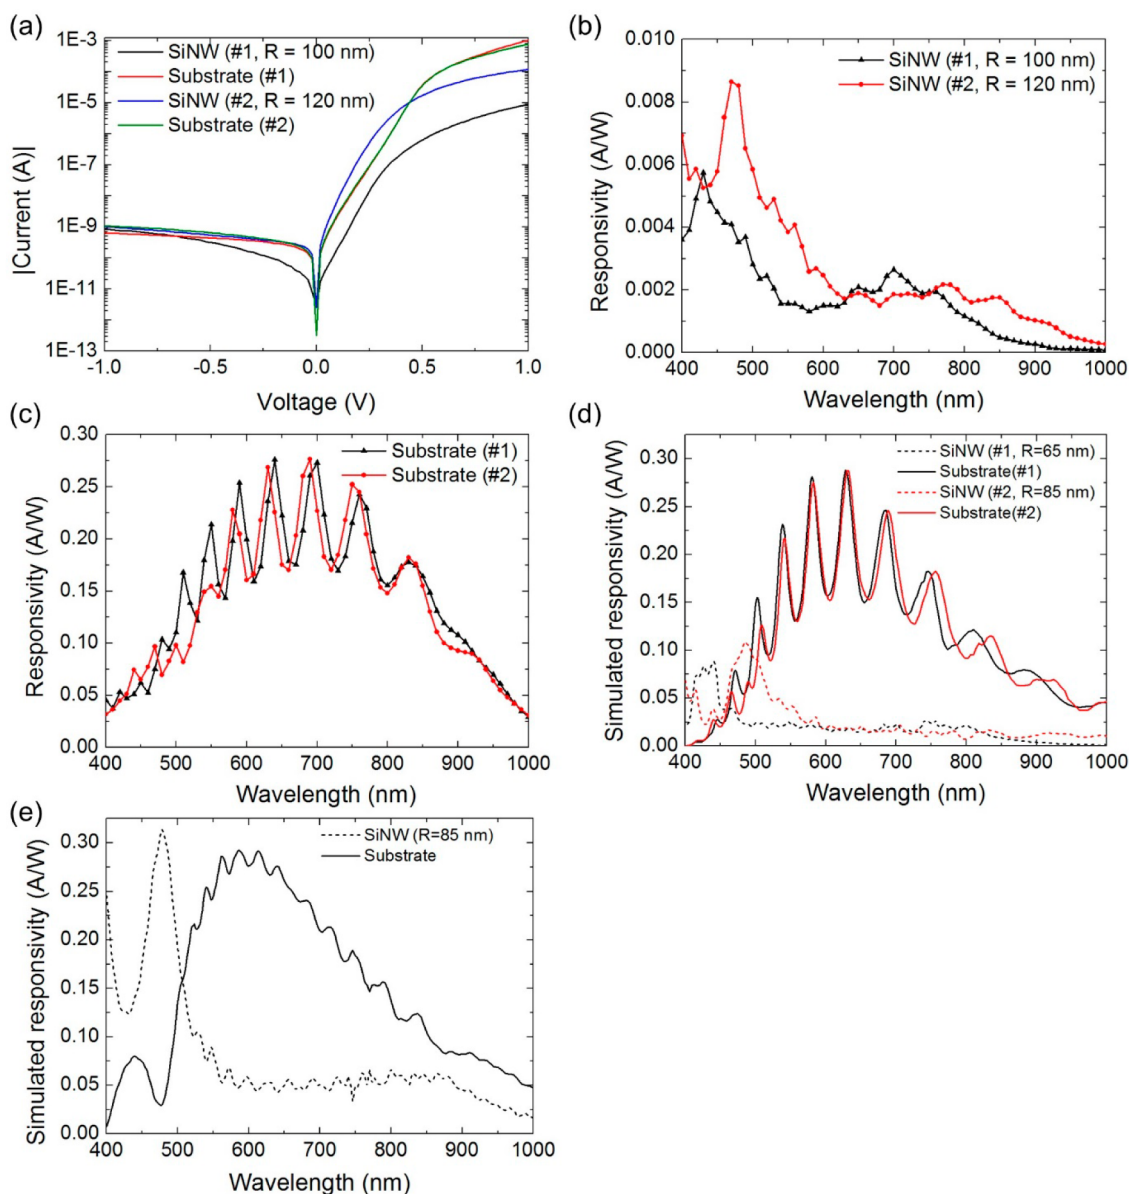 (a)
|Current (A)|
1E-3
1E-5
1E-7
1E-9
1E-11
1E-13
SiNW (#1, R = 100 nm)
Substrate (#1)
SiNW (#2, R = 120 nm)
Substrate (#2)
-1.0
-0.5
0.0
0.5
1.0
Voltage (V)
(b)
Responsivity (A/W)
0.010
0.008
0.006
0.004
0.002
0.000
SiNW (#1, R = 100 nm)
SiNW (#2, R = 120 nm)
400 500 600 700 800 900 1000
Wavelength (nm)
(c)
Responsivity (A/W)
0.30
0.25
0.20
0.15
0.10
0.05
0.00
Substrate (#1)
Substrate (#2)
400 500 600 700 800 900 1000
Wavelength (nm)
(d)
Simulated responsivity (A/W)
0.30
0.25
0.20
0.15
0.10
0.05
0.00
SiNW (#1, R=65 nm)
Substrate(#1)
SiNW (#2, R=85 nm)
Substrate(#2)
400 500 600 700 800 900 1000
Wavelength (nm)
(e)
Simulated responsivity (A/W)
0.30
0.25
0.20
0.15
0.10
0.05
0.00
SiNW (R=85 nm)
Substrate
400 500 600 700 800 900 1000
Wavelength (nm)